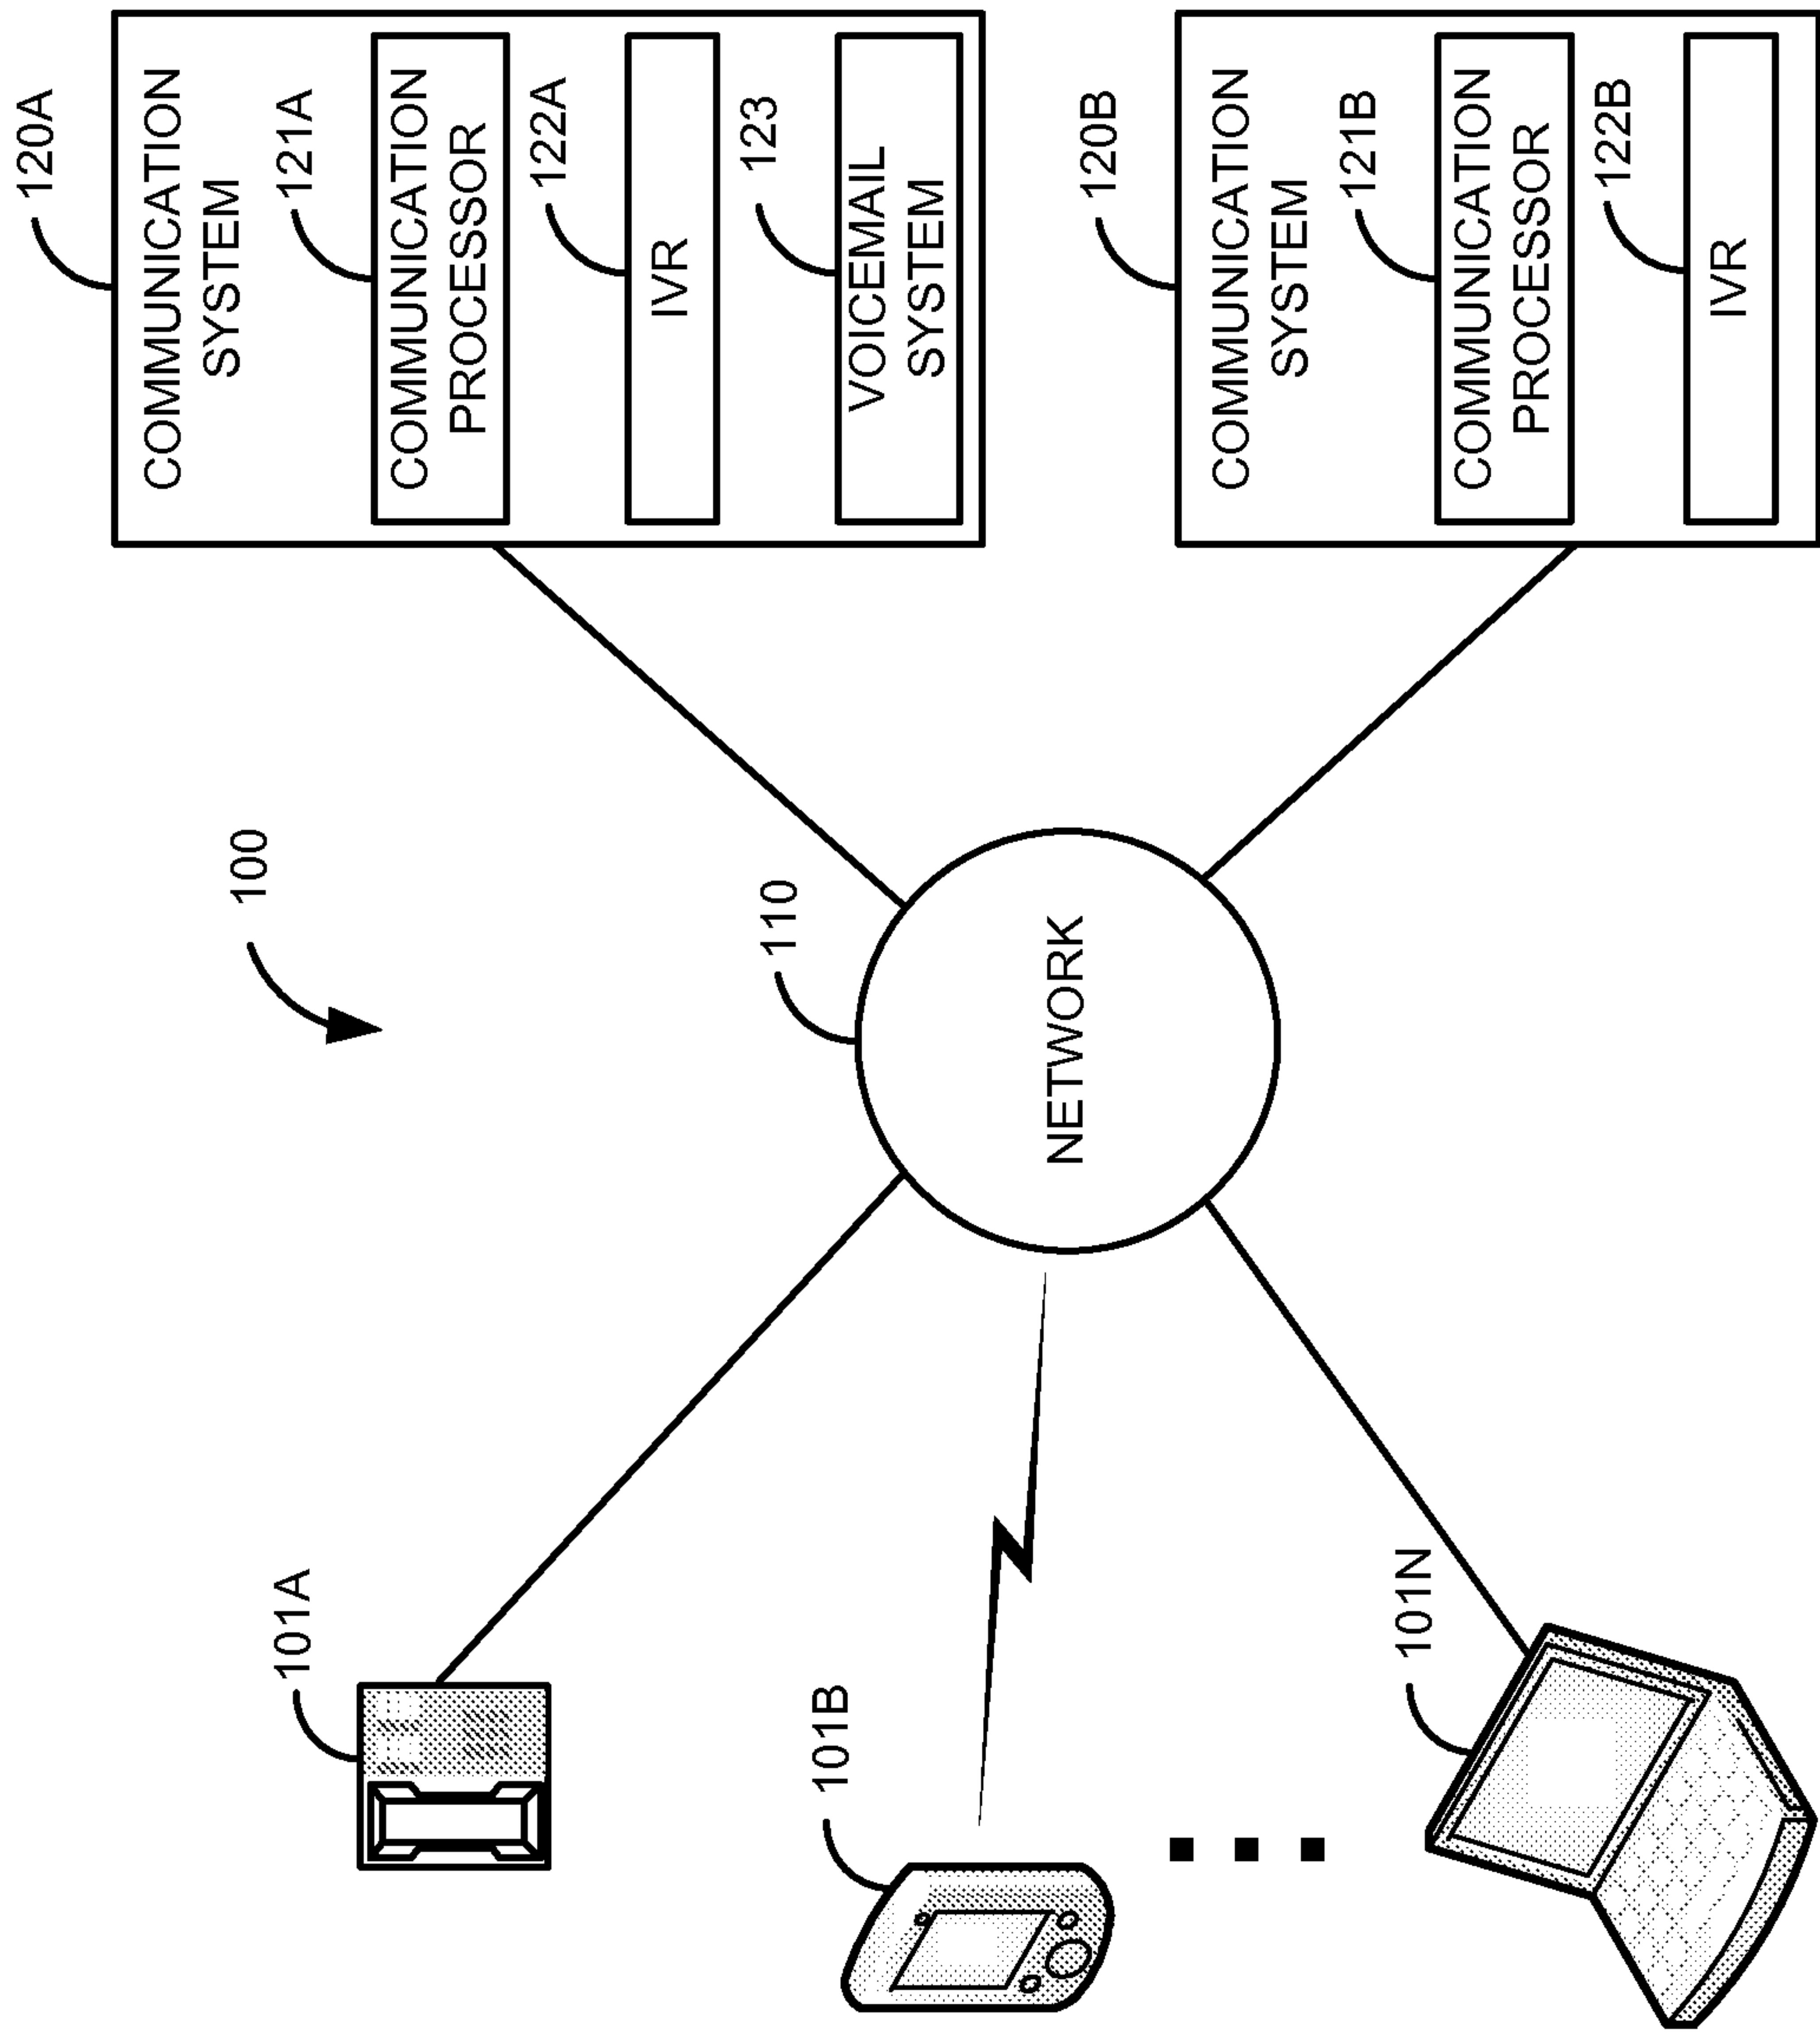 100
101A
101B
101N
110
NETWORK
120A
COMMUNICATION
SYSTEM
121A
COMMUNICATION
PROCESSOR
122A
IVR
123
VOICEMAIL
SYSTEM
120B
COMMUNICATION
SYSTEM
121B
COMMUNICATION
PROCESSOR
122B
IVR